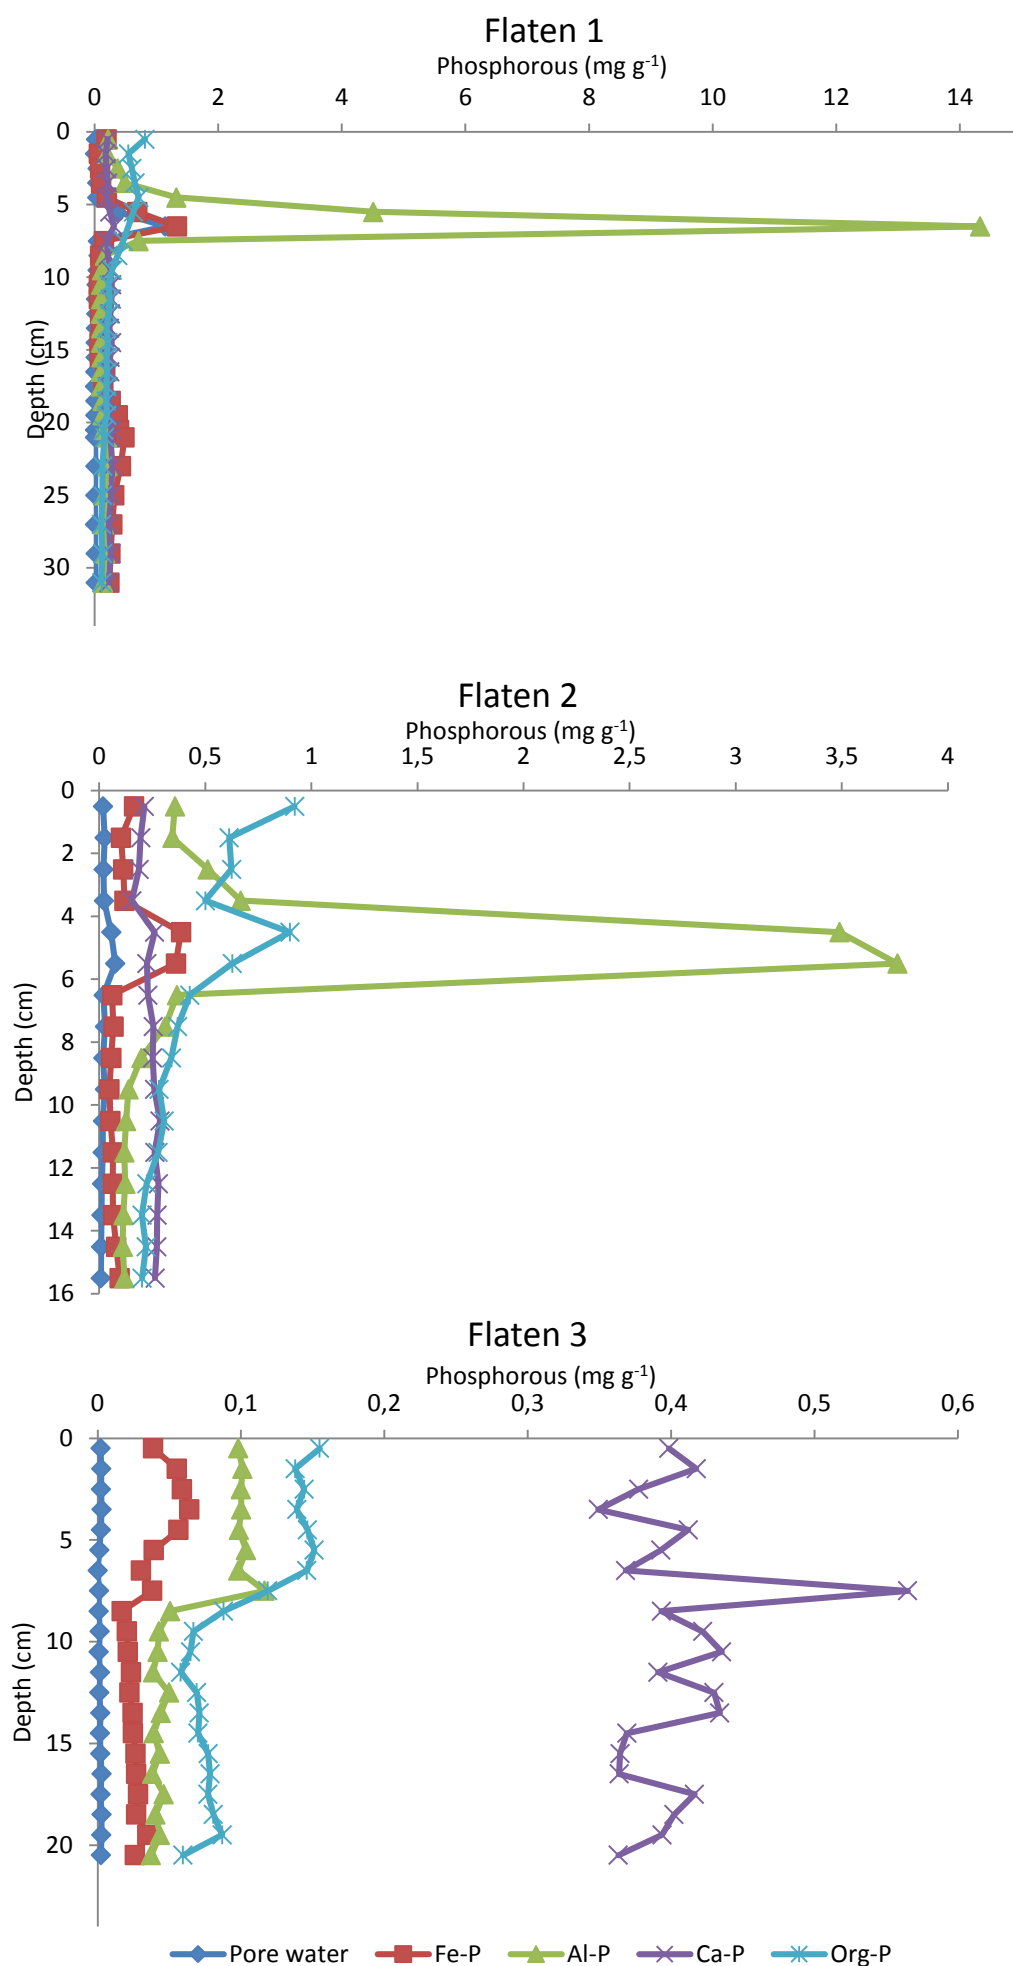 Flaten 1
Phosphorous (mg g⁻¹)
0 2 4 6 8 10 12 14
0
5
10
15
20
25
30
Depth (cm)
Flaten 2
Phosphorous (mg g⁻¹)
0 0,5 1 1,5 2 2,5 3 3,5 4
0
2
4
6
8
10
12
14
16
Depth (cm)
Flaten 3
Phosphorous (mg g⁻¹)
0 0,1 0,2 0,3 0,4 0,5 0,6
0
5
10
15
20
Depth (cm)
Pore water Fe-P Al-P Ca-P Org-P